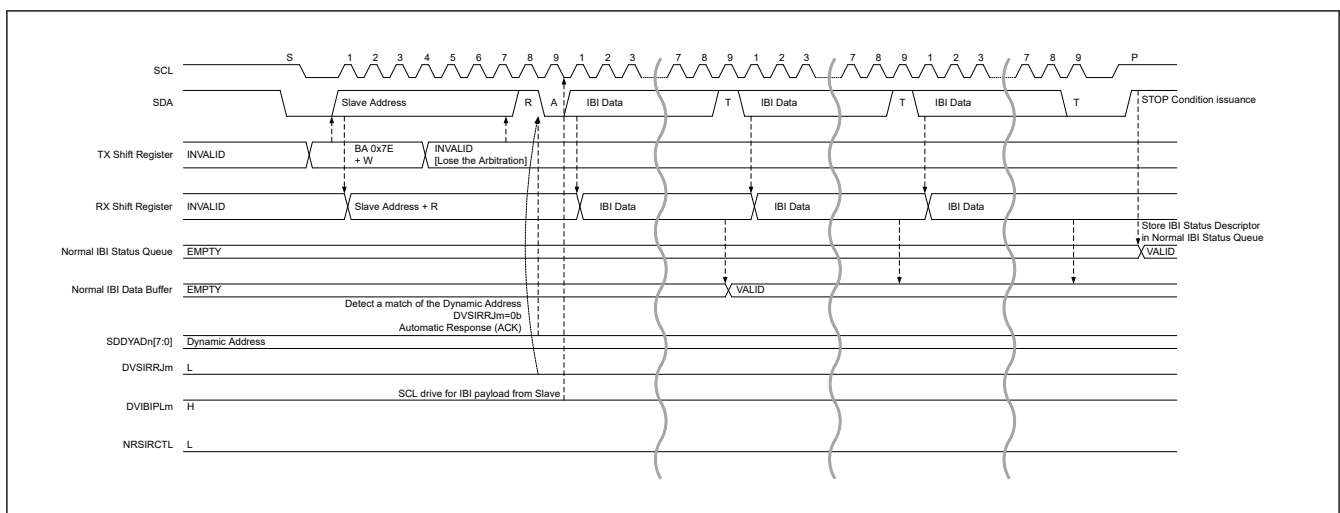 S 1 2 3 4 5 6 7 8 9 1 2 3 7 8 9 1 2 3 7 8 9 1 2 3 7 8 9 P
SCL
SDA Slave Address R A IBI Data T IBI Data T IBI Data T STOP Condition issuance
TX Shift Register INVALID BA 0x7E
+ W
INVALID
[Lose the Arbitration]
RX Shift Register INVALID Slave Address + R IBI Data IBI Data IBI Data
Store IBI Status Descriptor
in Normal IBI Status Queue
Normal IBI Status Queue EMPTY VALID
Normal IBI Data Buffer EMPTY VALID
Detect a match of the Dynamic Address
DVSIRRJm=0b
Automatic Response (ACK)
SDDYADn[7:0] Dynamic Address
DVSIRRJm L
SCL drive for IBI payload from Slave
DVIBIPLm H
NRSIRCTL L